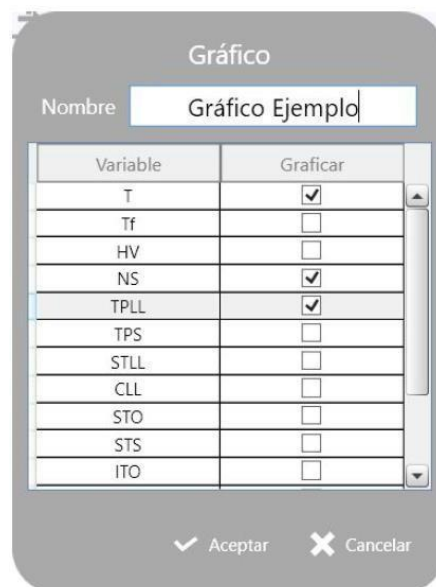 Gráfico
Nombre Gráfico Ejemplo
Variable Graficar
T
Tf
HV
NS
TPLL
TPS
STLL
CLL
STO
STS
ITO
Aceptar Cancelar